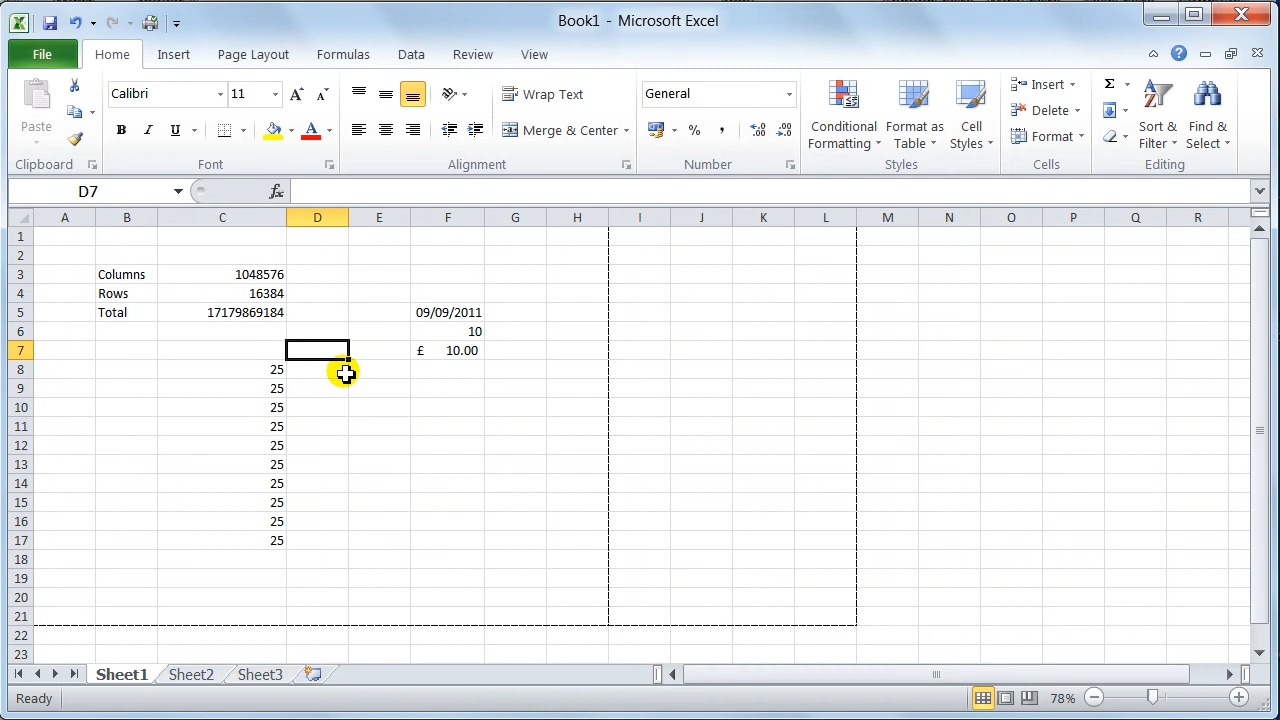 Book1 - Microsoft Excel
File Home Insert Page Layout Formulas Data Review View
Calibri 11 Wrap Text General Insert
Paste Merge & Center Conditional Formatting Format as Table Cell Styles Delete Sort & Filter Find & Select
B I U % , Format
Clipboard Font Alignment Number Styles Cells Editing
D7 fx
A B C D E F G H I J K L M N O P Q R
1
2
3 Columns 1048576
4 Rows 16384
5 Total 17179869184 09/09/2011
6 10
7 £ 10.00
8 25
9 25
10 25
11 25
12 25
13 25
14 25
15 25
16 25
17 25
18
19
20
21
22
23
Sheet1 Sheet2 Sheet3
Ready 78%